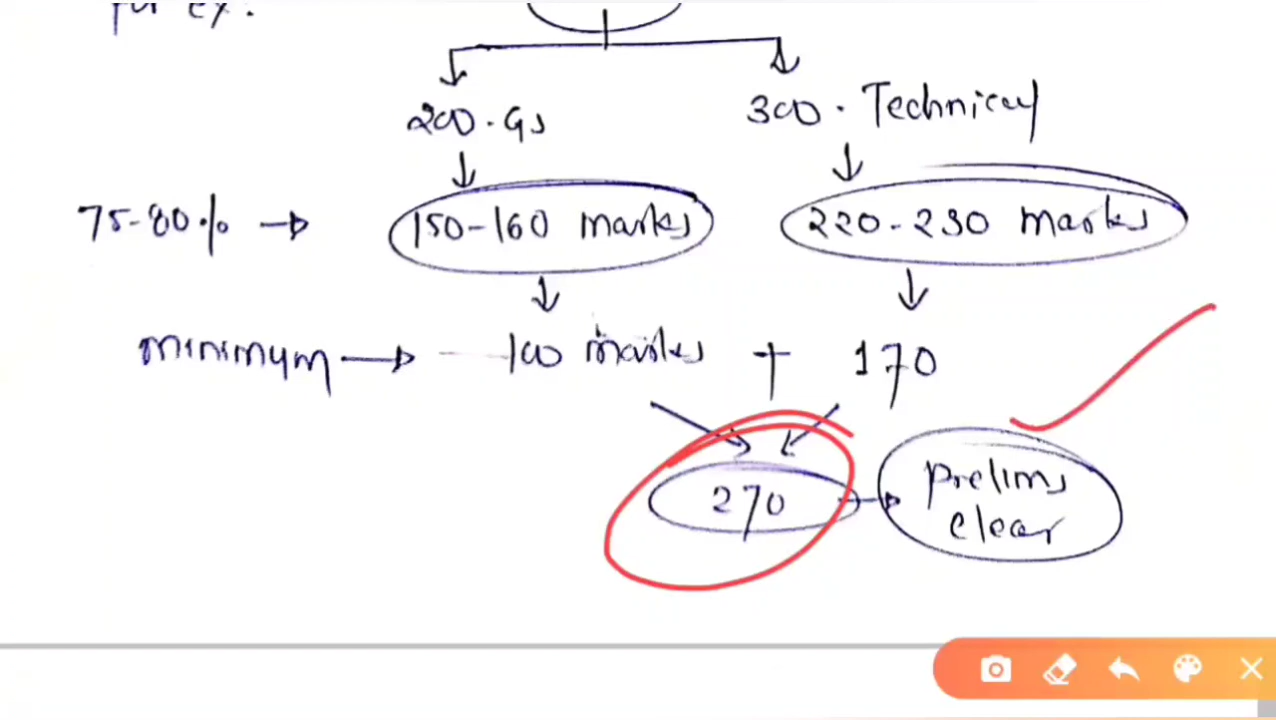 for ex.
200. GS 300. Technical
75-80% → 150-160 marks 220-230 marks
minimum → 100 marks + 170
270 → prelims clear